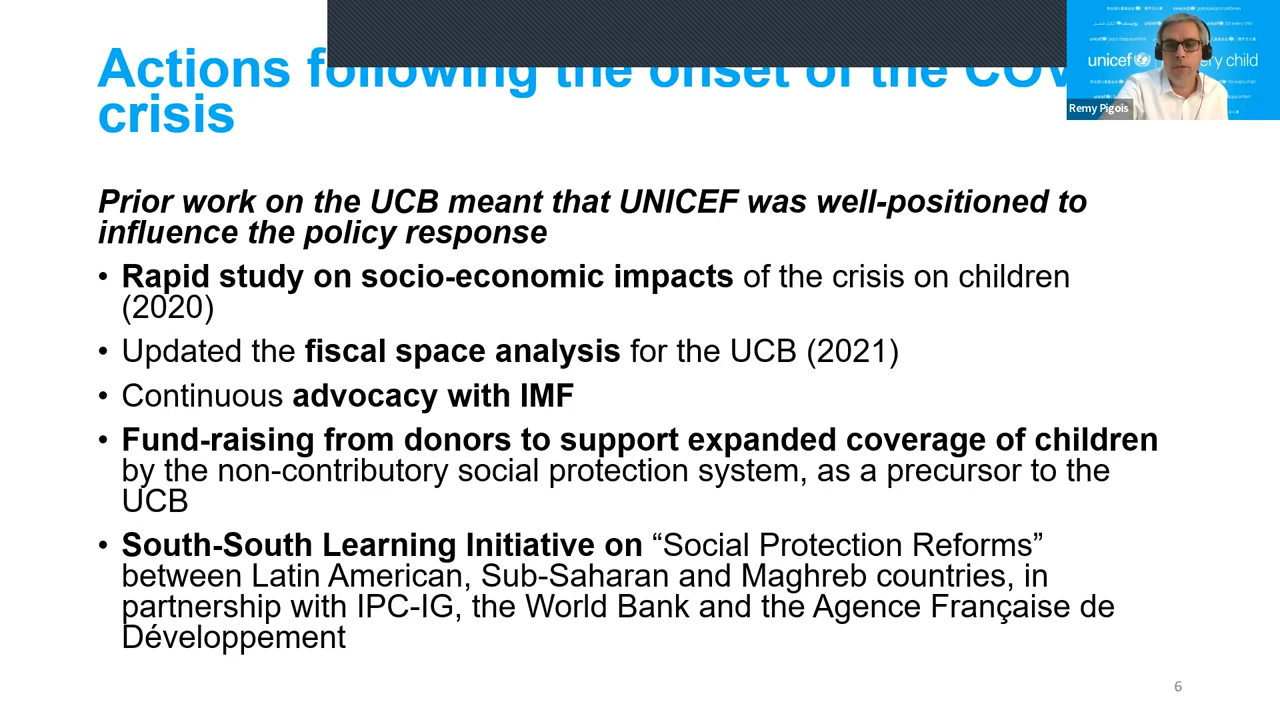 Actions following the onset of the COV
crisis
unicef
ery child
Remy Pigois
Prior work on the UCB meant that UNICEF was well-positioned to
influence the policy response
• Rapid study on socio-economic impacts of the crisis on children
(2020)
• Updated the fiscal space analysis for the UCB (2021)
• Continuous advocacy with IMF
• Fund-raising from donors to support expanded coverage of children
by the non-contributory social protection system, as a precursor to the
UCB
• South-South Learning Initiative on “Social Protection Reforms”
between Latin American, Sub-Saharan and Maghreb countries, in
partnership with IPC-IG, the World Bank and the Agence Française de
Développement
6